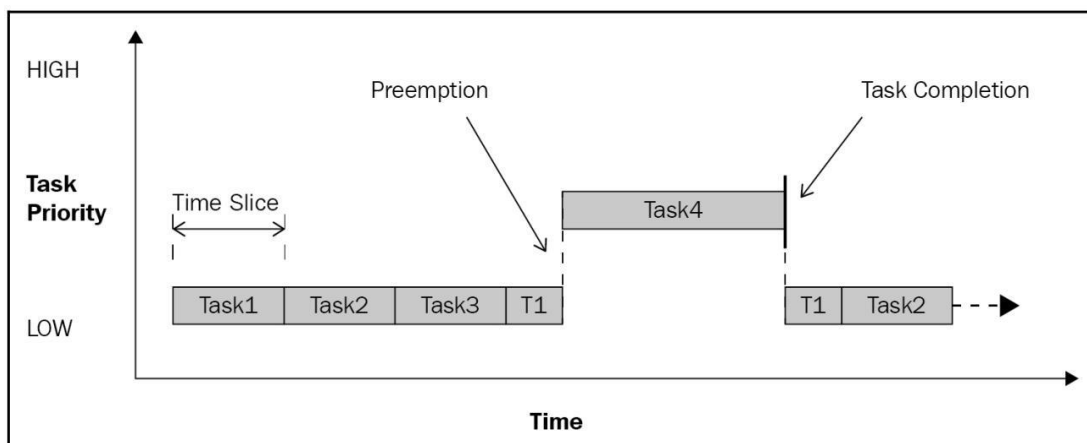 HIGH
Preemption
Task Completion
Task
Priority
Time Slice
Task4
Task1
Task2
Task3
T1
T1
Task2
LOW
Time